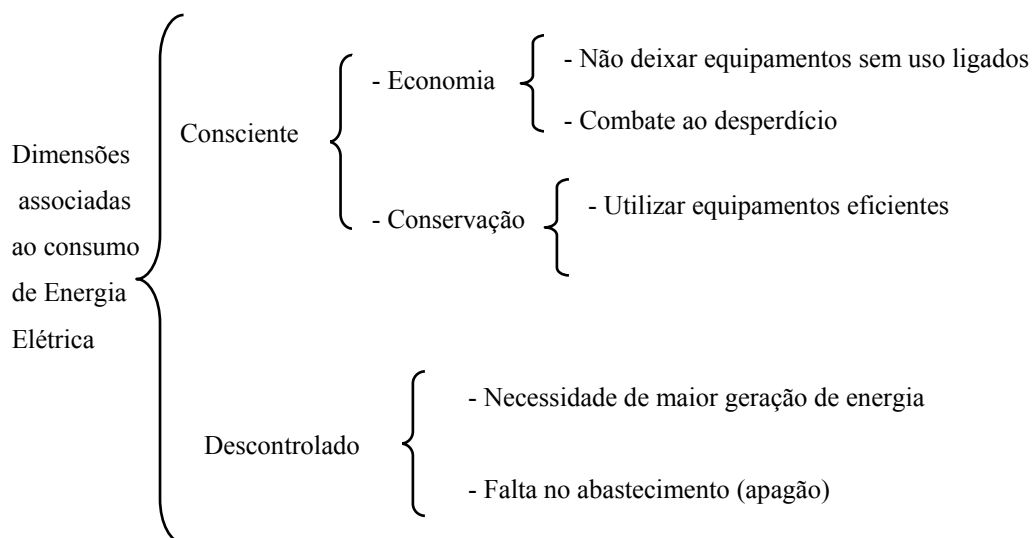 Dimensões
associadas
ao consumo
de Energia
Elétrica
Consciente
- Economia
- Não deixar equipamentos sem uso ligados
- Combate ao desperdício
- Conservação
- Utilizar equipamentos eficientes
Descontrolado
- Necessidade de maior geração de energia
- Falta no abastecimento (apagão)